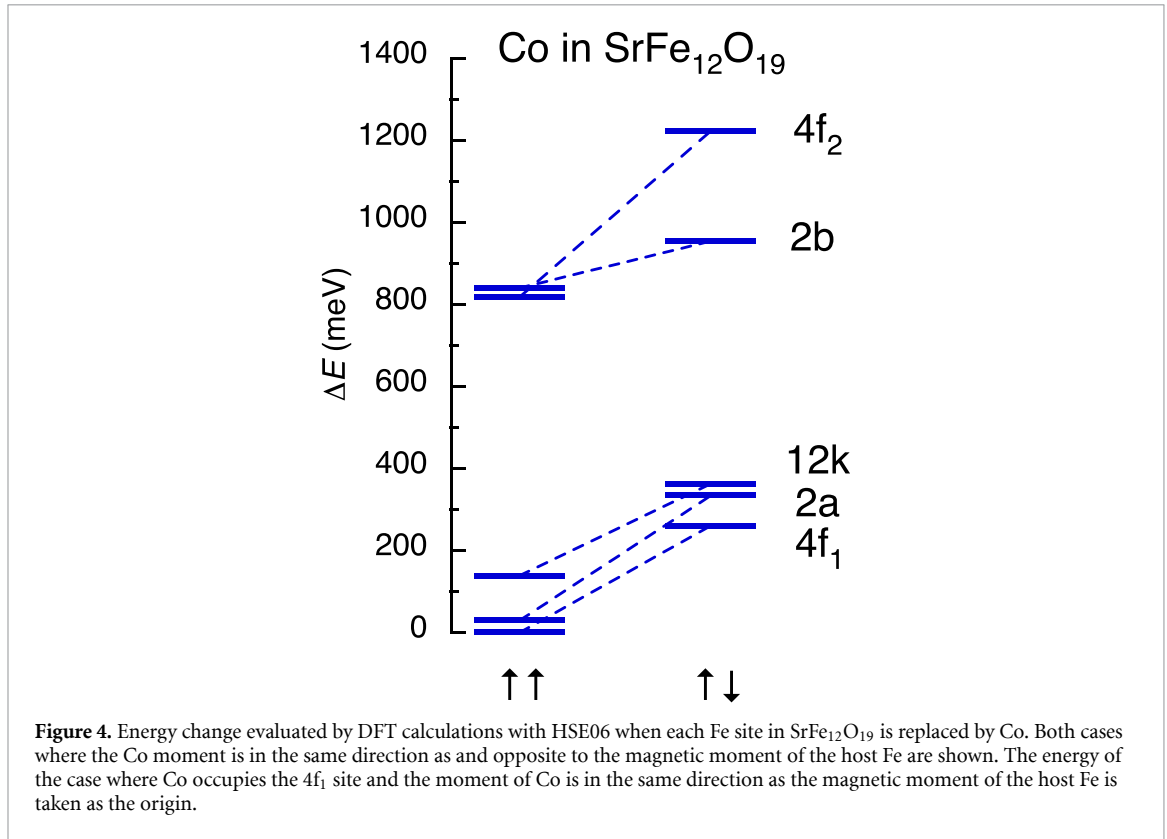 Co in SrFe₁₂O₁₉
1400
1200
1000
800
600
400
200
0
ΔE (meV)
4f₂
2b
12k
2a
4f₁
↑↑
↑↓
Figure 4. Energy change evaluated by DFT calculations with HSE06 when each Fe site in SrFe₁₂O₁₉ is replaced by Co. Both cases
where the Co moment is in the same direction as and opposite to the magnetic moment of the host Fe are shown. The energy of
the case where Co occupies the 4f₁ site and the moment of Co is in the same direction as the magnetic moment of the host Fe is
taken as the origin.